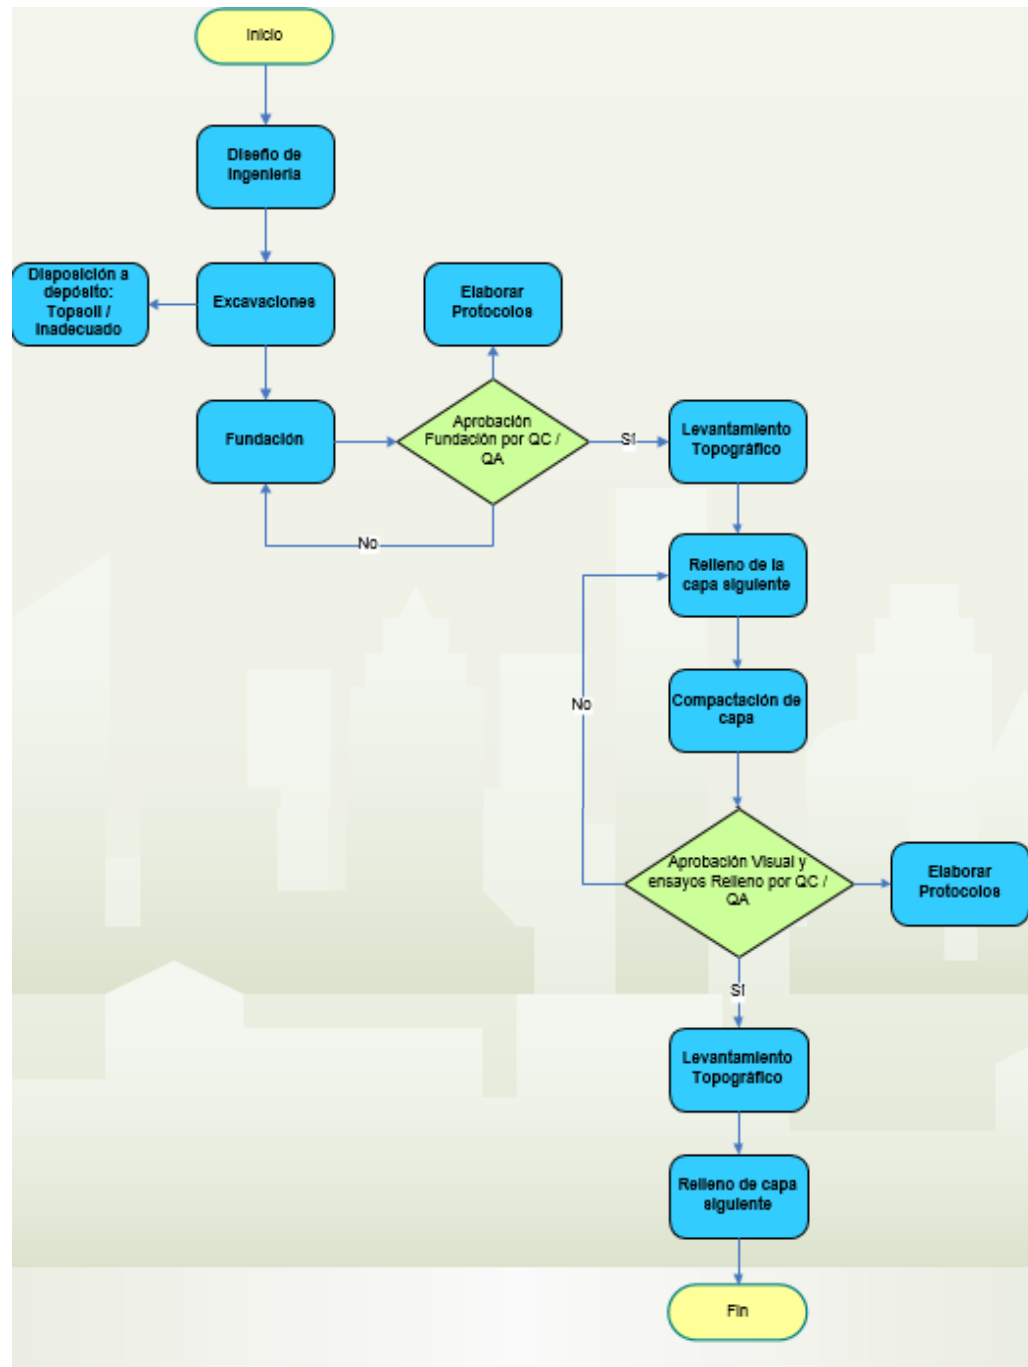 Inicio
Diseño de
Ingeniería
Disposición a
depósito:
Topsoil /
Inadecuado
Excavaciones
Elaborar
Protocolos
Fundación
Aprobación
Fundación por QC /
QA
Sí
Levantamiento
Topográfico
No
Relleno de la
capa siguiente
No
Compactación de
capa
Aprobación Visual y
ensayos Relleno por QC /
QA
Elaborar
Protocolos
Sí
Levantamiento
Topográfico
Relleno de capa
siguiente
Fin